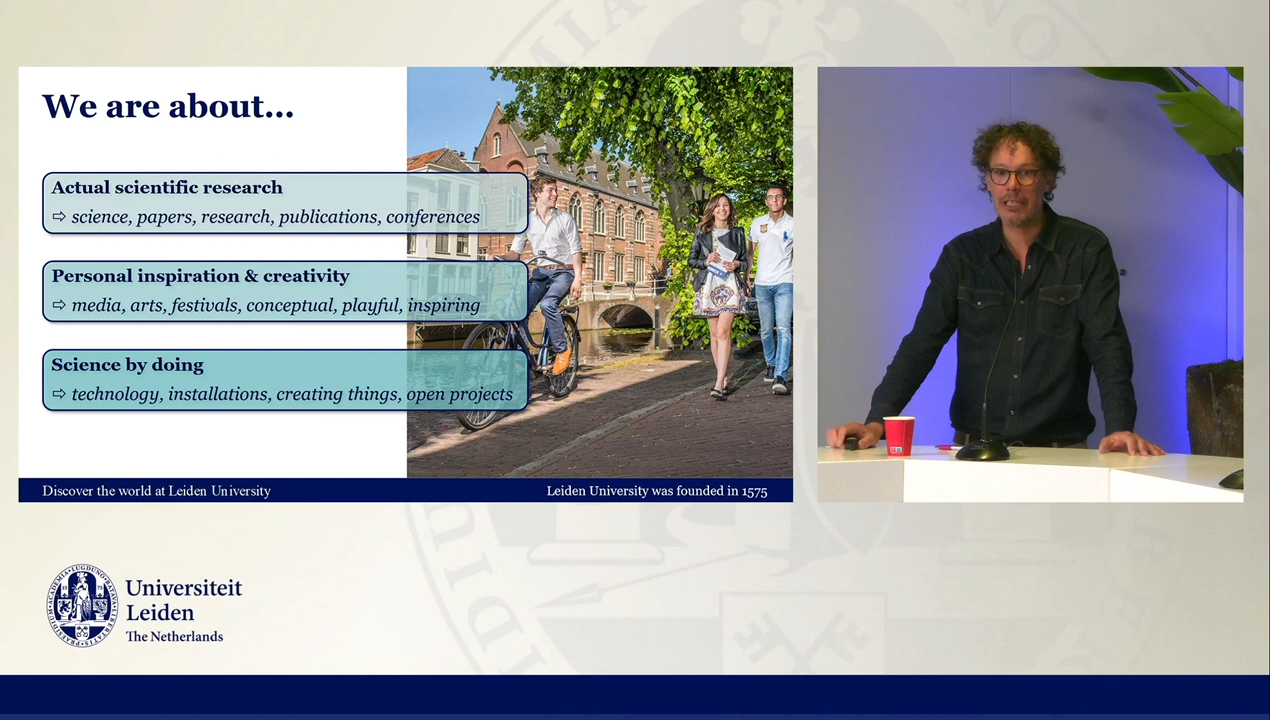 We are about...
Actual scientific research
⇨ science, papers, research, publications, conferences
Personal inspiration & creativity
⇨ media, arts, festivals, conceptual, playful, inspiring
Science by doing
⇨ technology, installations, creating things, open projects
Discover the world at Leiden University
Leiden University was founded in 1575
Universiteit
Leiden
The Netherlands